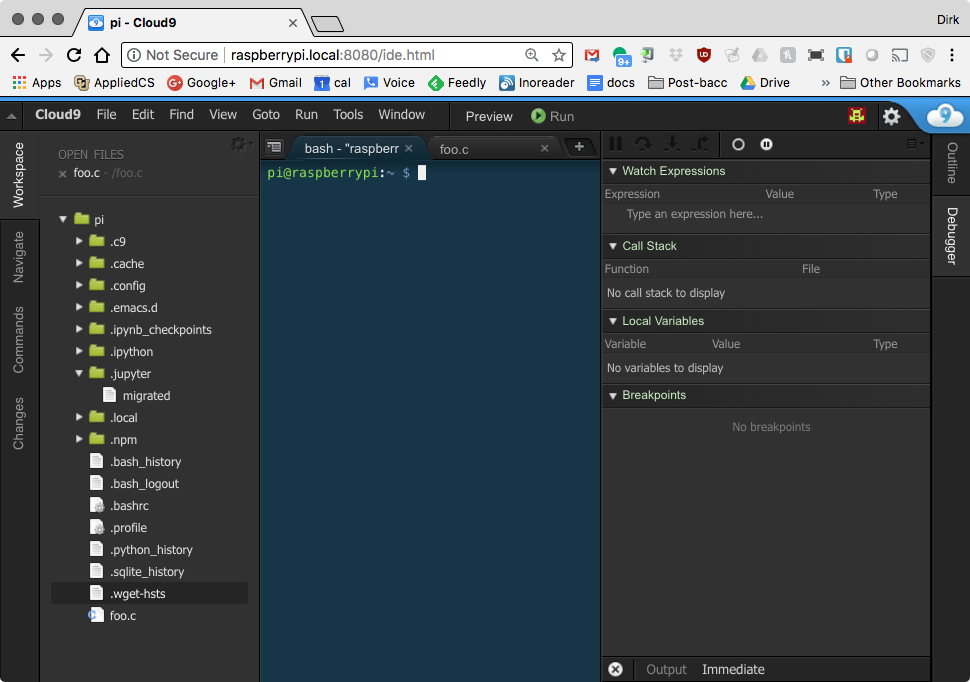 pi - Cloud9
Dirk
Not Secure raspberrypi.local:8080/ide.html
9+
Apps AppliedCS Google+ Gmail 1 cal Voice Feedly Inoreader docs Post-bacc Drive » Other Bookmarks
Cloud9 File Edit Find View Goto Run Tools Window Preview Run
9
Workspace
Navigate
Commands
Changes
OPEN FILES
foo.c - /foo.c
pi
.c9
.cache
.config
.emacs.d
.ipynb_checkpoints
.ipython
.jupyter
migrated
.local
.npm
.bash_history
.bash_logout
.bashrc
.profile
.python_history
.sqlite_history
.wget-hsts
foo.c
bash - "raspberr
foo.c
pi@raspberrypi:~ $
Watch Expressions
Expression Value Type
Type an expression here...
Call Stack
Function File
No call stack to display
Local Variables
Variable Value Type
No variables to display
Breakpoints
No breakpoints
Output Immediate
Outline
Debugger